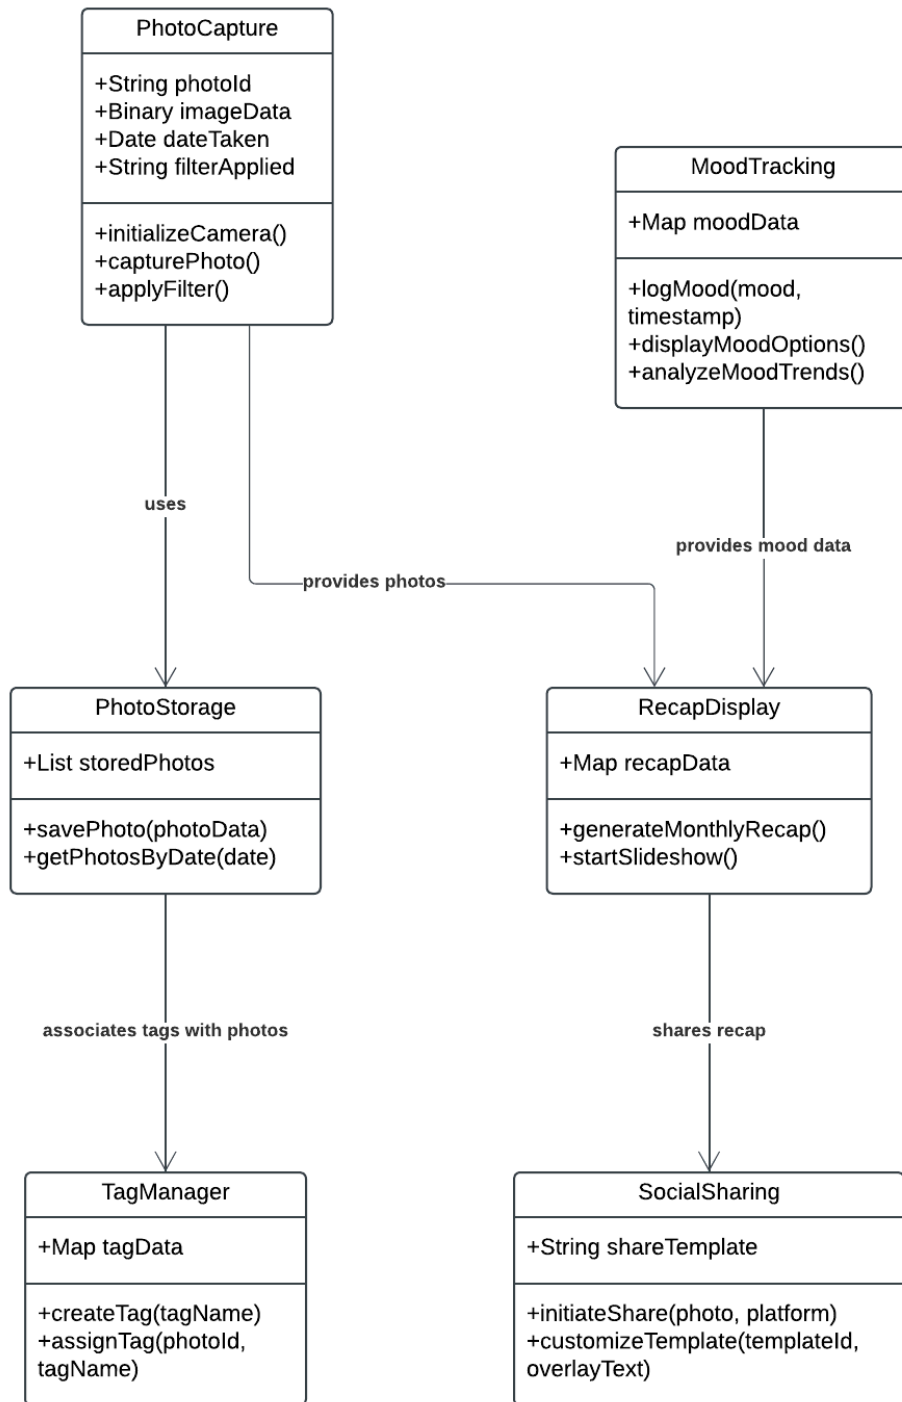 PhotoCapture
+String photoId
+Binary imageData
+Date dateTaken
+String filterApplied
+initializeCamera()
+capturePhoto()
+applyFilter()
MoodTracking
+Map moodData
+logMood(mood,
timestamp)
+displayMoodOptions()
+analyzeMoodTrends()
uses
provides photos
provides mood data
PhotoStorage
+List storedPhotos
+savePhoto(photoData)
+getPhotosByDate(date)
RecapDisplay
+Map recapData
+generateMonthlyRecap()
+startSlideshow()
associates tags with photos
shares recap
TagManager
+Map tagData
+createTag(tagName)
+assignTag(photoId,
tagName)
SocialSharing
+String shareTemplate
+initiateShare(photo, platform)
+customizeTemplate(templateId,
overlayText)